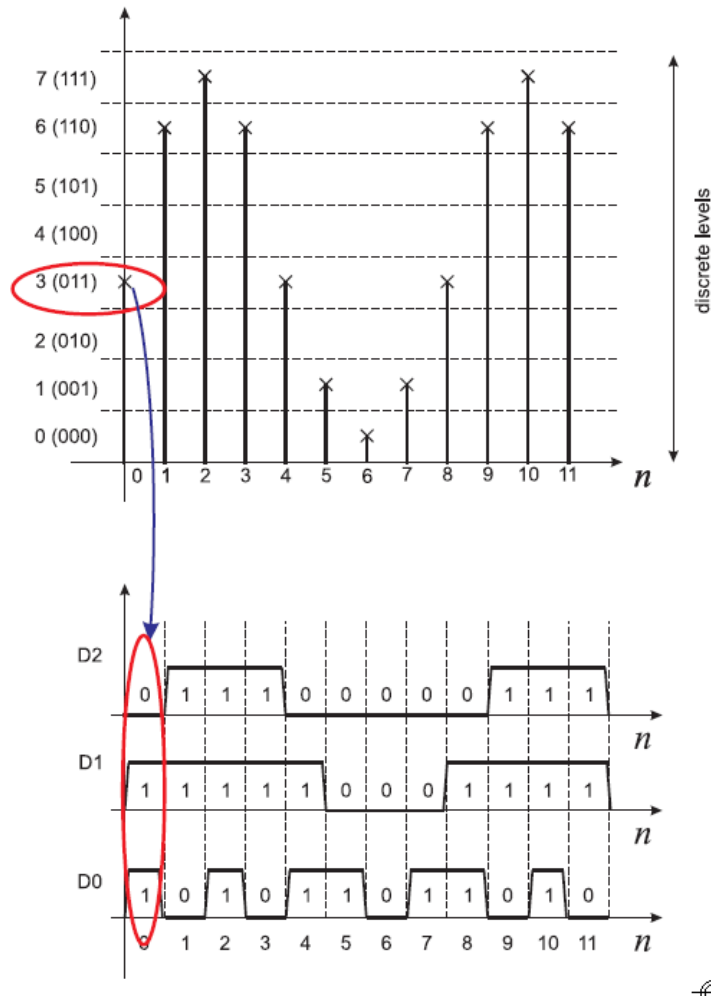 7 (111)
6 (110)
5 (101)
4 (100)
3 (011)
2 (010)
1 (001)
0 (000)
discrete levels
0 1 2 3 4 5 6 7 8 9 10 11 n
D2
0 1 1 1 0 0 0 0 0 1 1 1
n
D1
1 1 1 1 1 0 0 0 1 1 1 1
n
D0
1 0 1 0 1 1 0 1 1 0 1 0
0 1 2 3 4 5 6 7 8 9 10 11 n